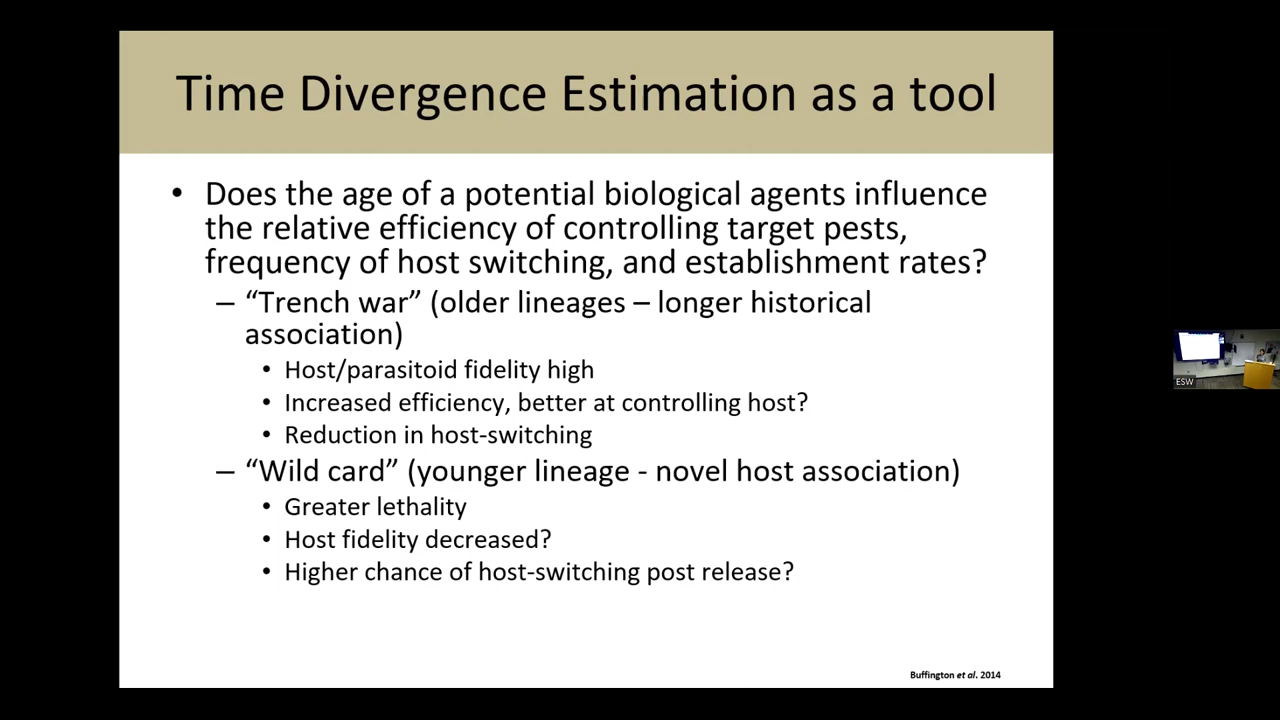 Time Divergence Estimation as a tool
• Does the age of a potential biological agents influence
the relative efficiency of controlling target pests,
frequency of host switching, and establishment rates?
– “Trench war” (older lineages – longer historical
association)
• Host/parasitoid fidelity high
• Increased efficiency, better at controlling host?
• Reduction in host-switching
– “Wild card” (younger lineage - novel host association)
• Greater lethality
• Host fidelity decreased?
• Higher chance of host-switching post release?
Buffington et al. 2014
ESW